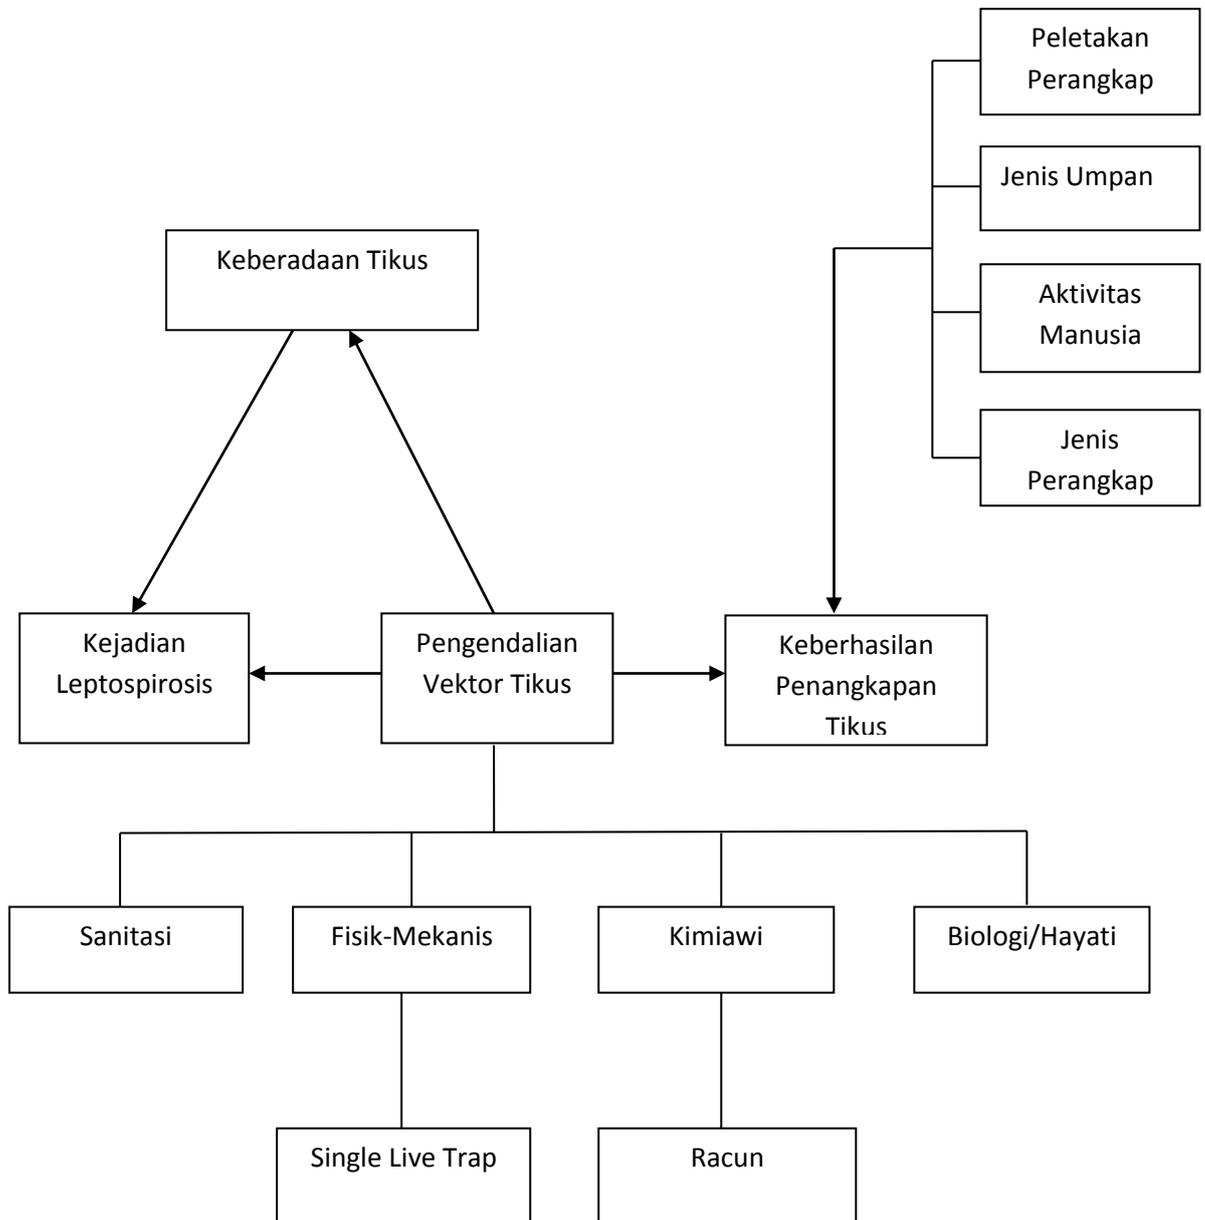 Peletakan
Perangkap
Jenis Umpan
Keberadaan Tikus
Aktivitas
Manusia
Jenis
Perangkap
Kejadian
Leptospirosis
Pengendalian
Vektor Tikus
Keberhasilan
Penangkapan
Tikus
Sanitasi
Fisik-Mekanis
Kimiawi
Biologi/Hayati
Single Live Trap
Racun